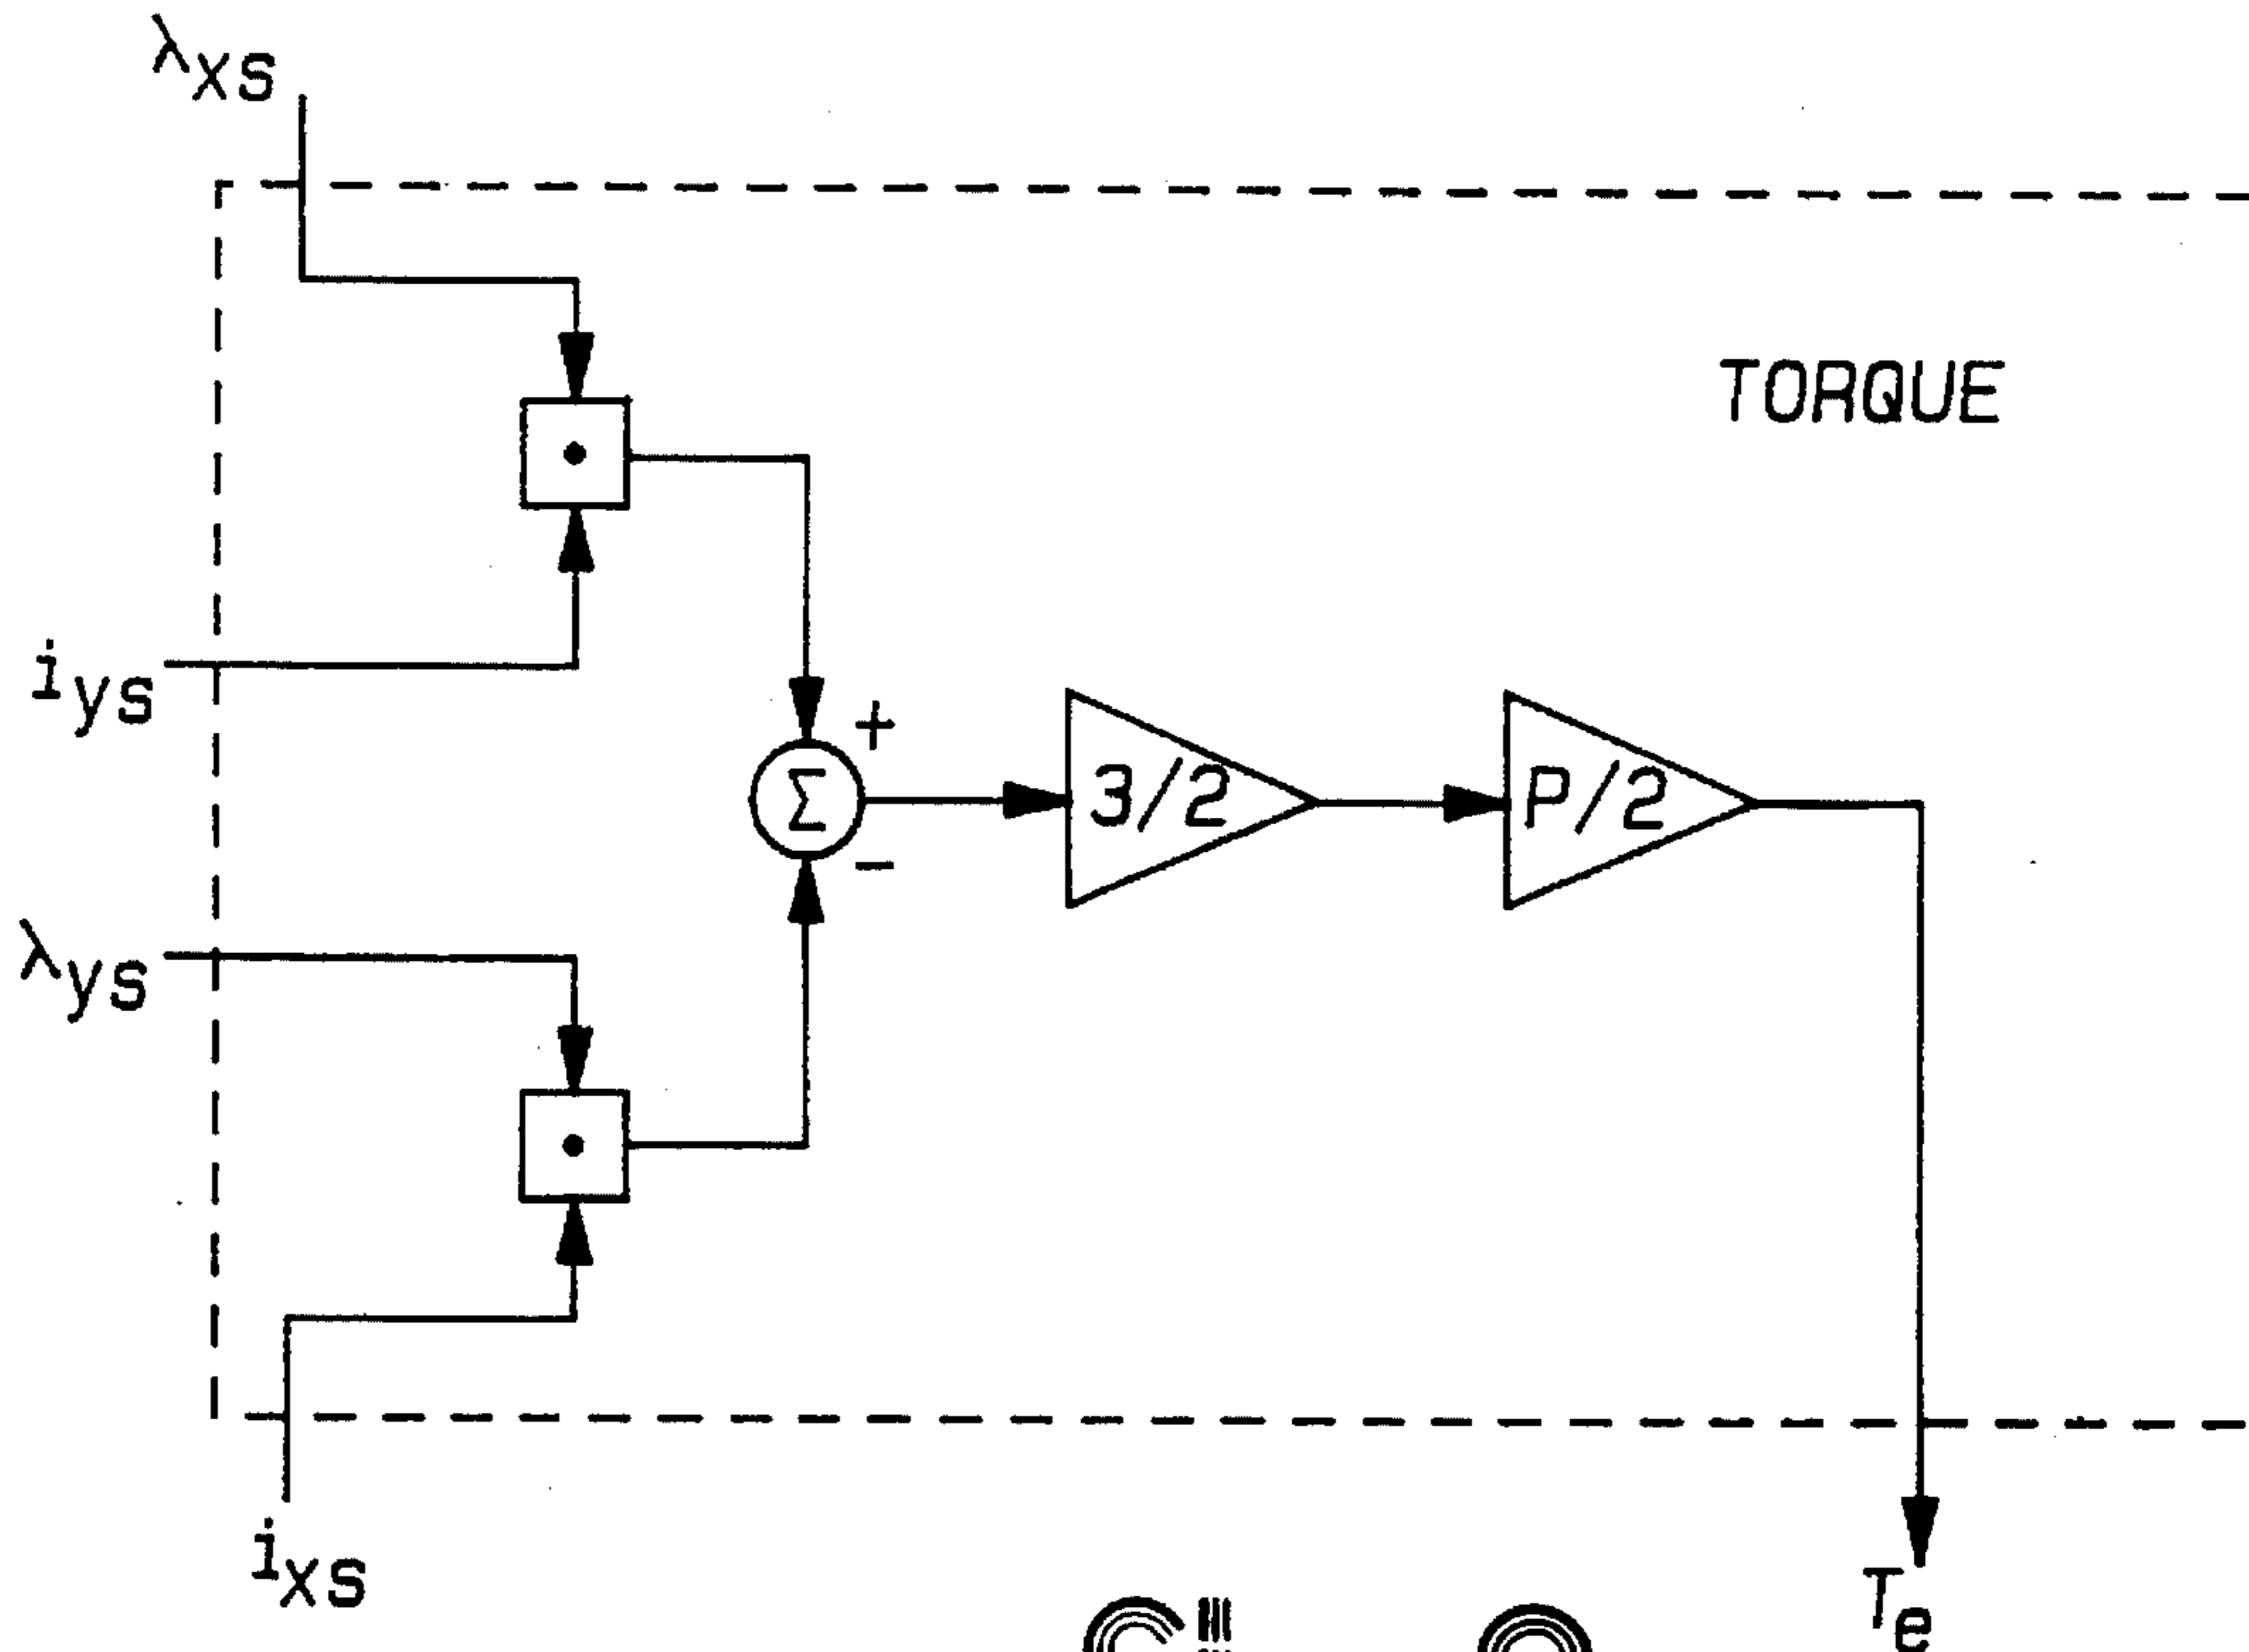 λxs
TORQUE
iys
+
Σ
3/2
P/2
−
λys
ixs
Te